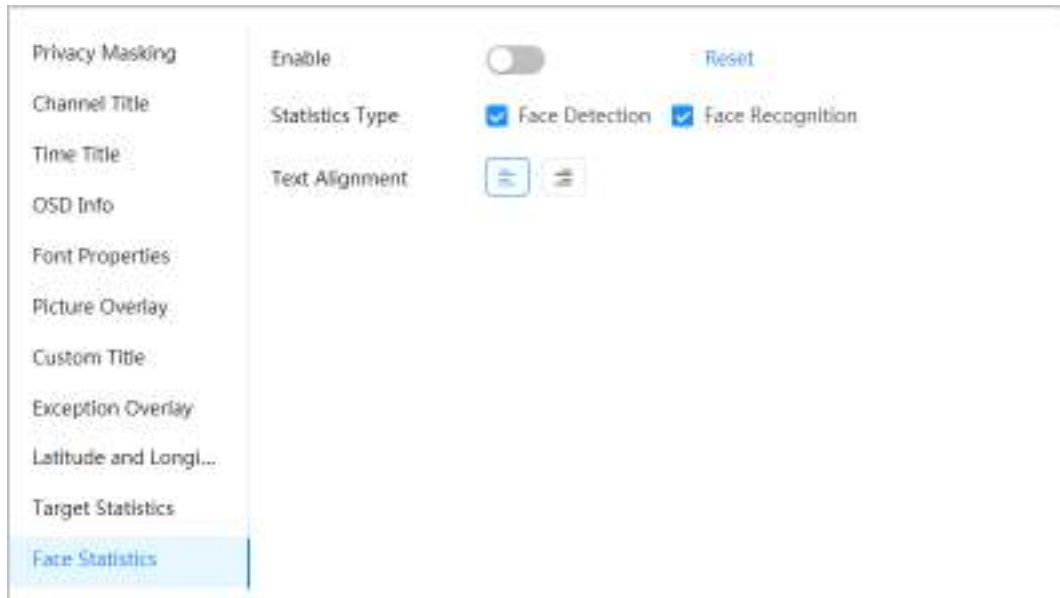 Privacy Masking
Channel Title
Time Title
OSD Info
Font Properties
Picture Overlay
Custom Title
Exception Overlay
Latitude and Longi...
Target Statistics
Face Statistics
Enable Reset
Statistics Type Face Detection Face Recognition
Text Alignment